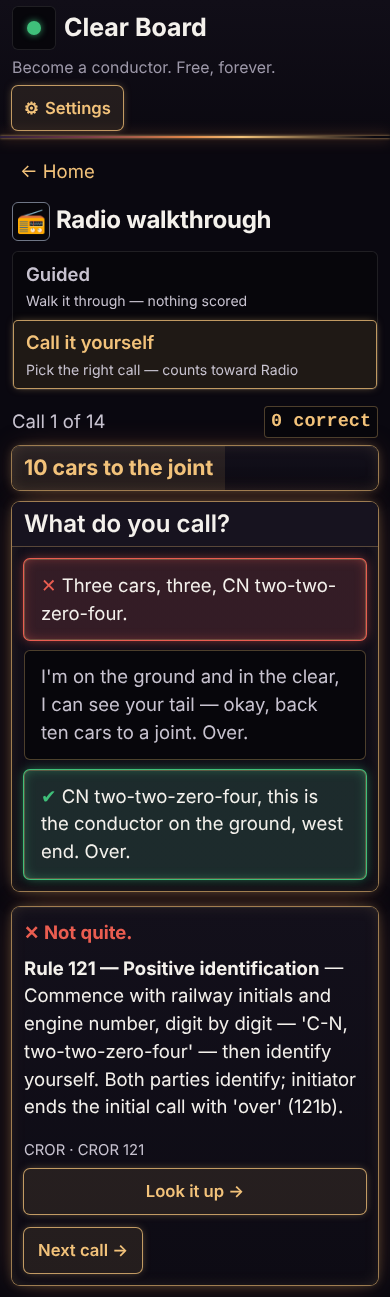 Clear Board
Become a conductor. Free, forever.
⚙ Settings
← Home
📻 Radio walkthrough
Guided
Walk it through — nothing scored
Call it yourself
Pick the right call — counts toward Radio
Call 1 of 14
0 correct
10 cars to the joint
What do you call?
✕ Three cars, three, CN two-two-
zero-four.
I'm on the ground and in the clear,
I can see your tail — okay, back
ten cars to a joint. Over.
✔ CN two-two-zero-four, this is
the conductor on the ground, west
end. Over.
✕ Not quite.
Rule 121 — Positive identification —
Commence with railway initials and
engine number, digit by digit — 'C-N,
two-two-zero-four' — then identify
yourself. Both parties identify; initiator
ends the initial call with 'over' (121b).
CROR · CROR 121
Look it up →
Next call →